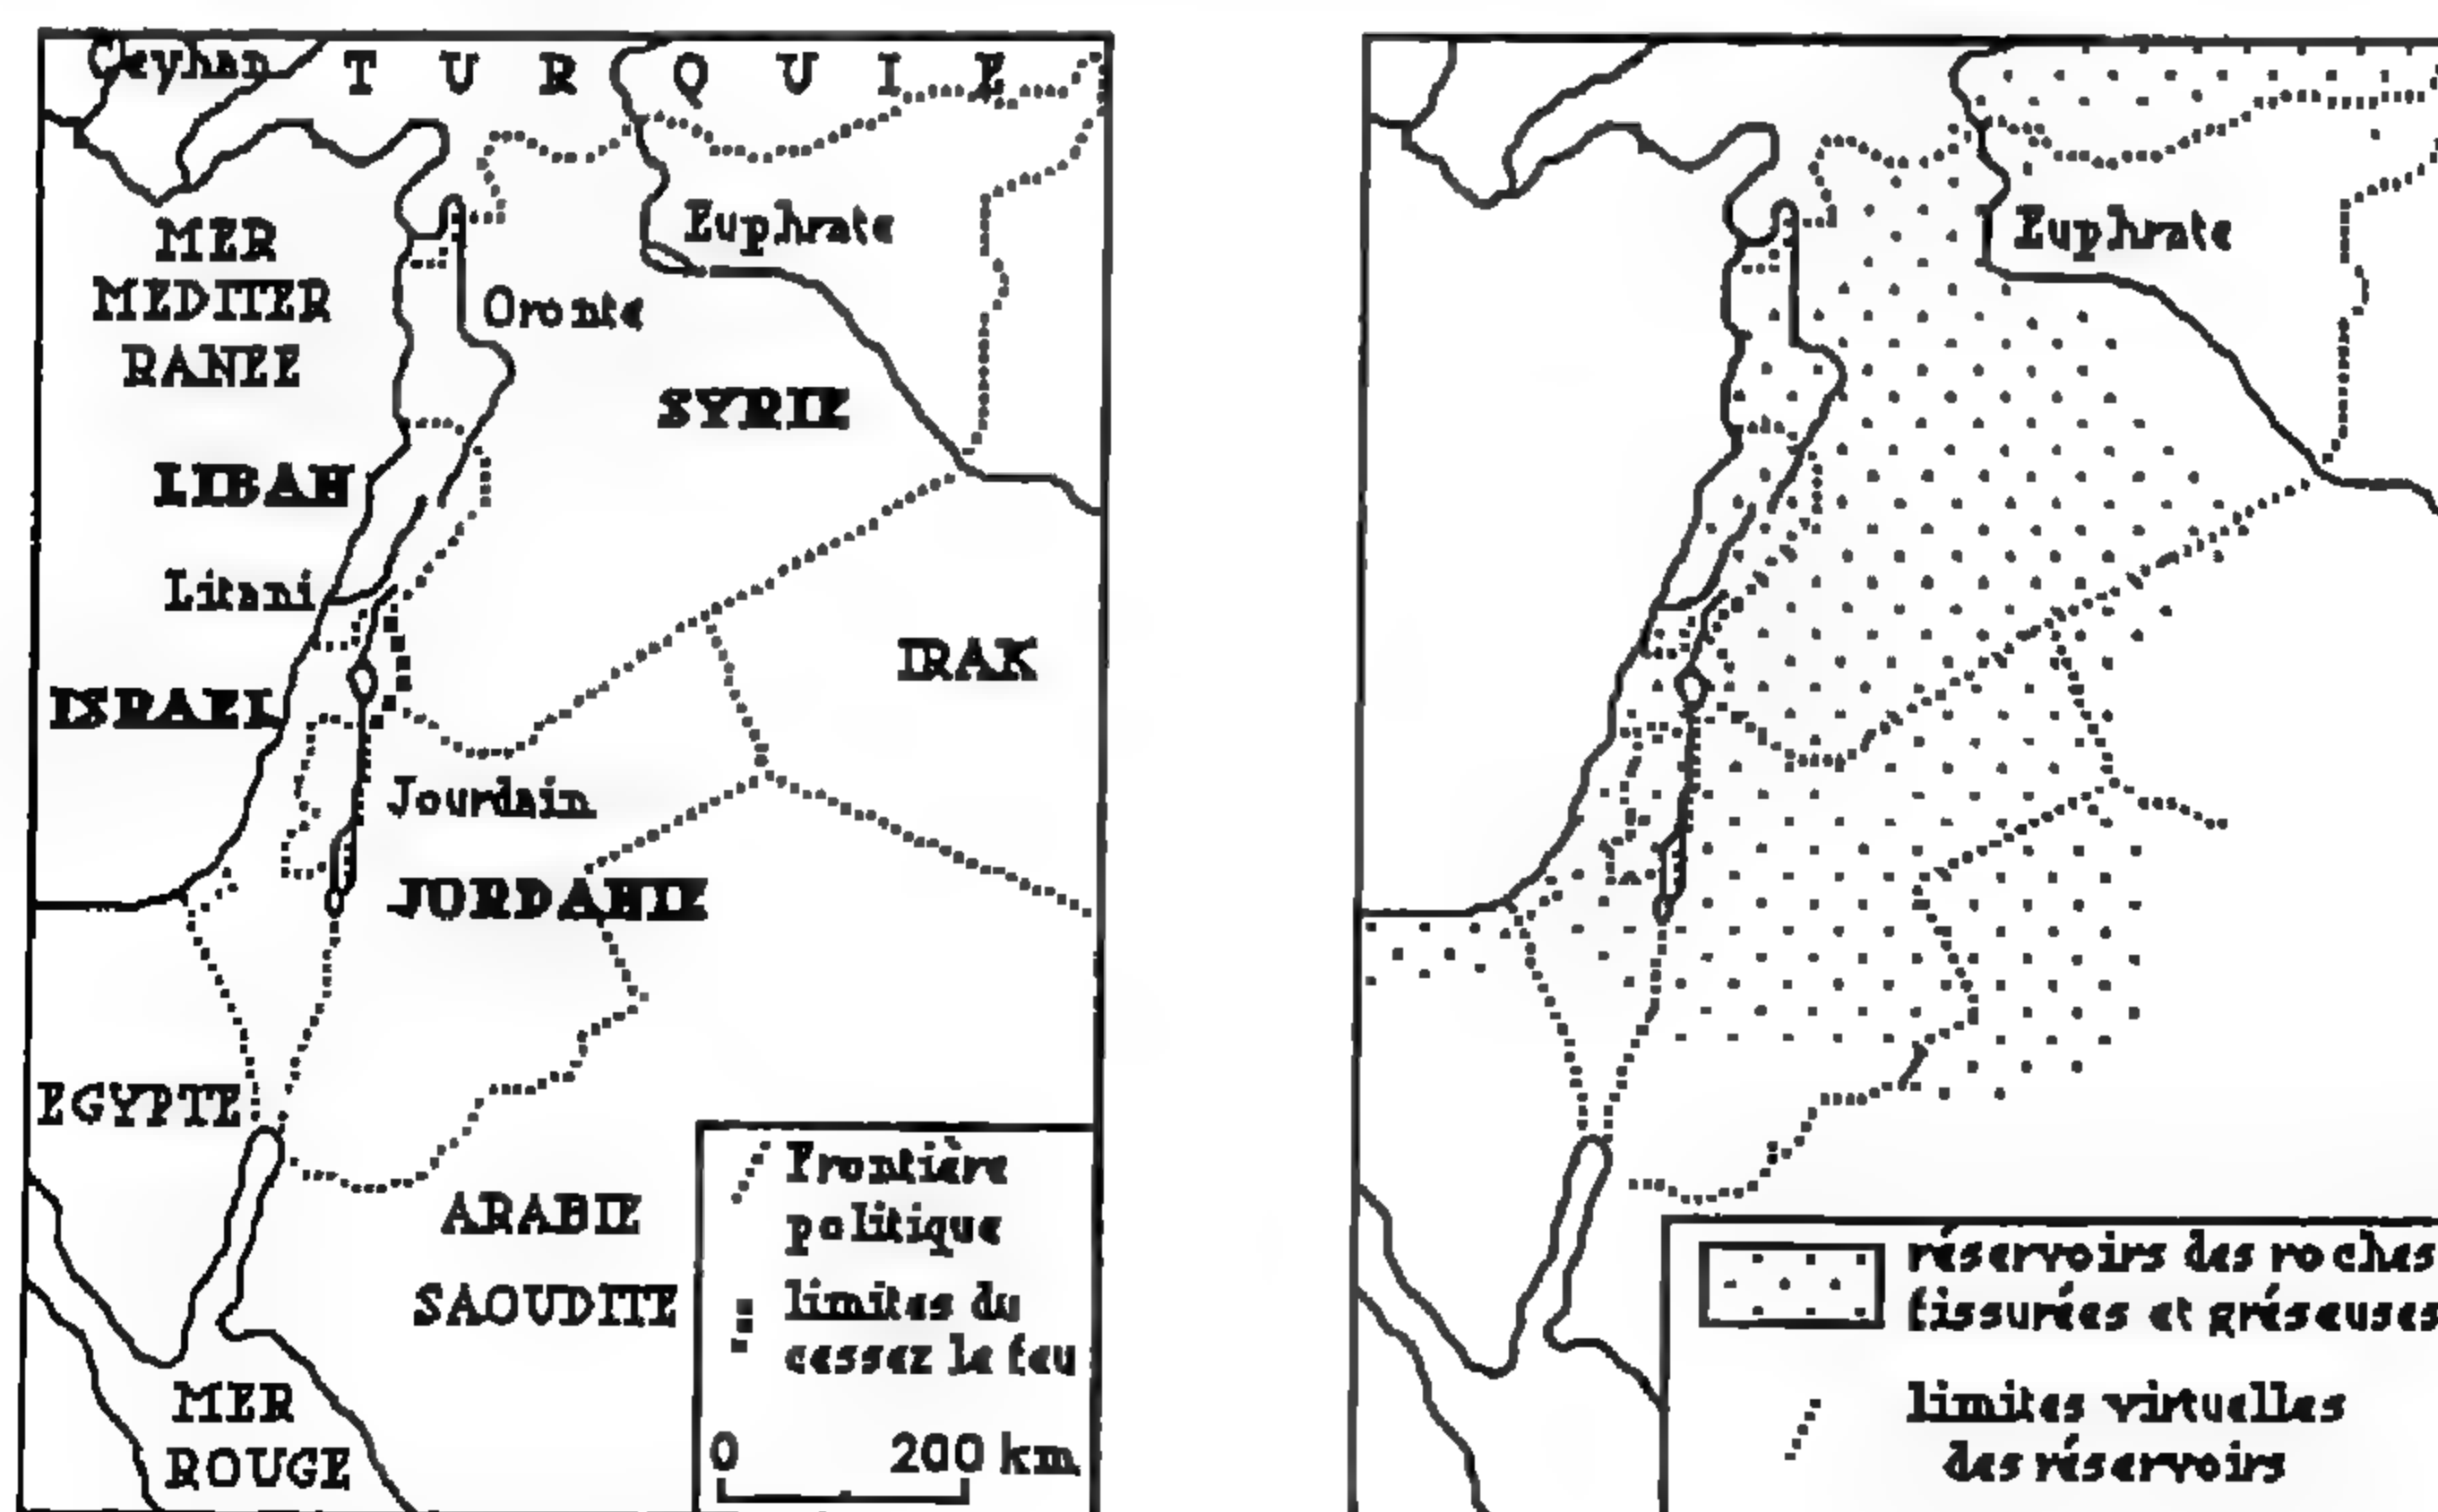 Ceyhan
T U R Q U I E
MER
MEDITER
RANEE
Euphrate
Oronte
SYRIE
LIBAN
Litani
IRAK
ISRAEL
Jourdain
JORDANIE
EGYPTE
ARABIE
SAOUDITE
MER
ROUGE
Frontière
politique
limites du
cessez le feu
0 200 km
Euphrate
réservoirs des roches
fissurées et gréseuses
limites virtuelles
des réservoirs